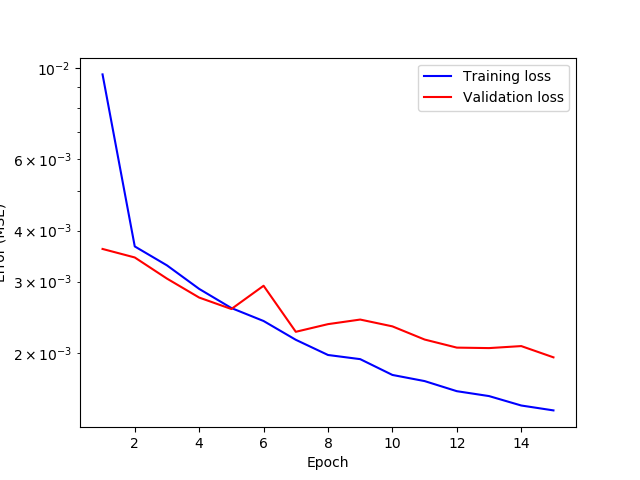 10⁻²
6 × 10⁻³
4 × 10⁻³
3 × 10⁻³
2 × 10⁻³
Training loss
Validation loss
2 4 6 8 10 12 14
Epoch